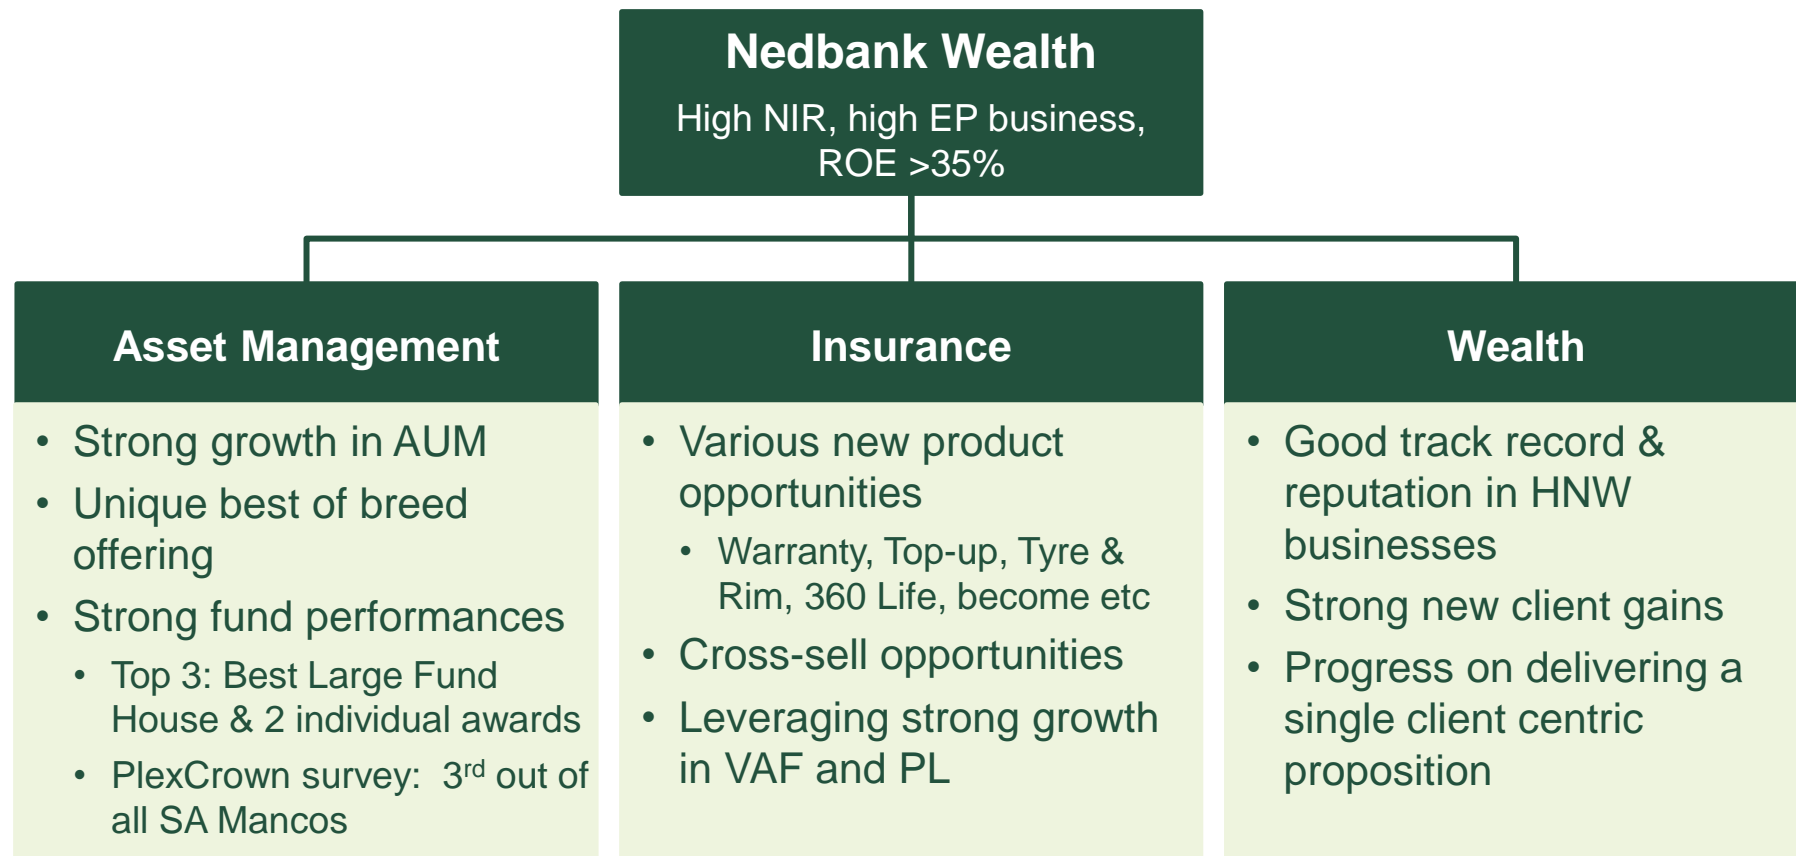 Nedbank Wealth
High NIR, high EP business,
ROE >35%
Asset Management
• Strong growth in AUM
• Unique best of breed
offering
• Strong fund performances
• Top 3: Best Large Fund
House & 2 individual awards
• PlexCrown survey: 3rd out of
all SA Mancos
Insurance
• Various new product
opportunities
• Warranty, Top-up, Tyre &
Rim, 360 Life, become etc
• Cross-sell opportunities
• Leveraging strong growth
in VAF and PL
Wealth
• Good track record &
reputation in HNW
businesses
• Strong new client gains
• Progress on delivering a
single client centric
proposition